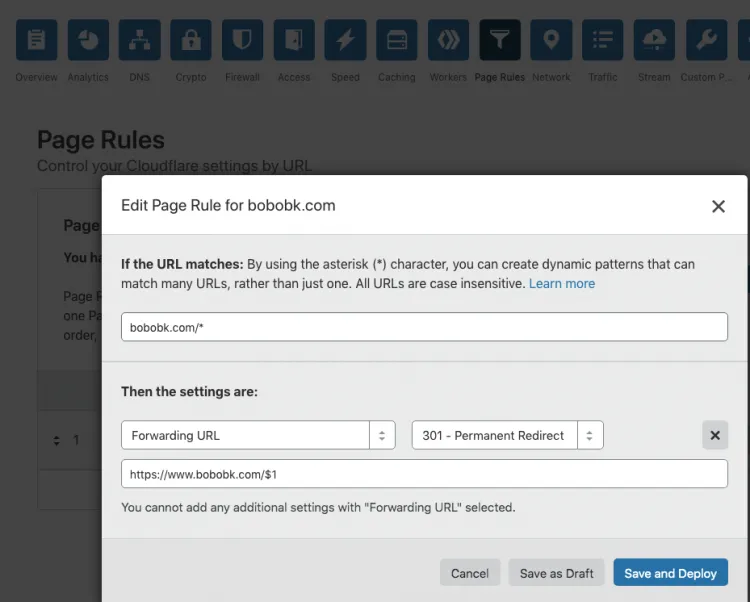 Overview Analytics DNS Crypto Firewall Access Speed Caching Workers Page Rules Network Traffic Stream Custom P...
Page Rules
Control your Cloudflare settings by URL
Page
You ha
Page R
one Pa
order,
1
Edit Page Rule for bobobk.com
If the URL matches: By using the asterisk (*) character, you can create dynamic patterns that can
match many URLs, rather than just one. All URLs are case insensitive. Learn more
bobobk.com/*
Then the settings are:
Forwarding URL 301 - Permanent Redirect
https://www.bobobk.com/$1
You cannot add any additional settings with "Forwarding URL" selected.
Cancel Save as Draft Save and Deploy